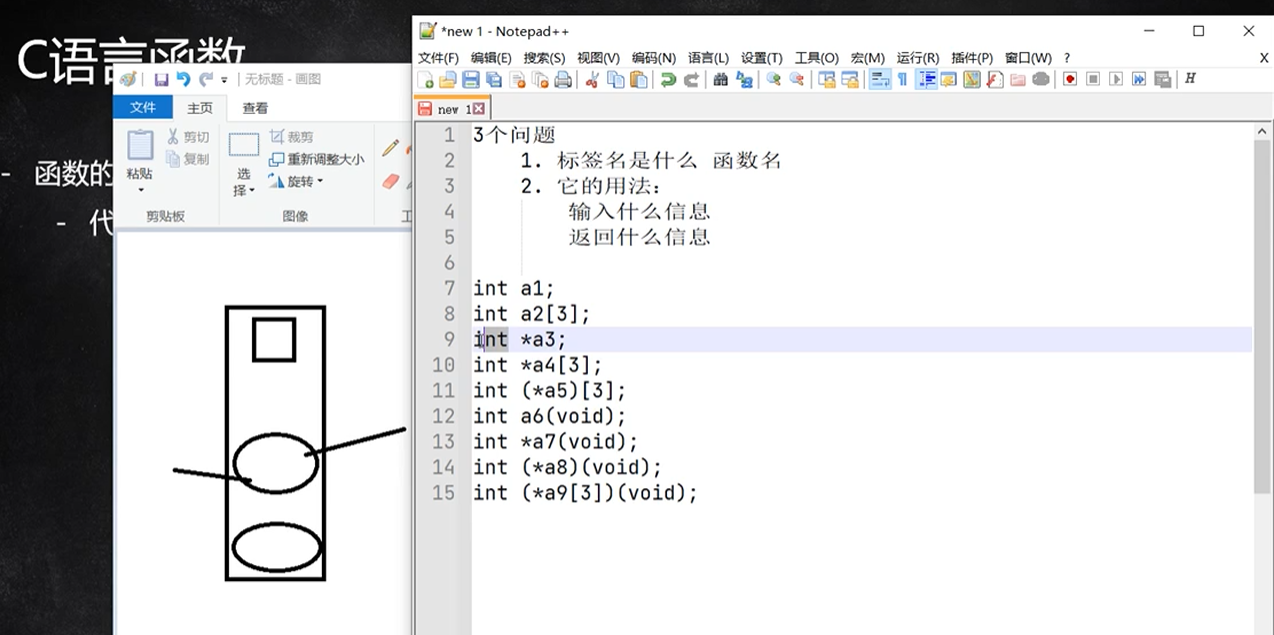 C语言函数
- 函数的
- 代
无标题 - 画图
文件 主页 查看
粘贴
剪切
复制
剪贴板
选择
裁剪
重新调整大小
旋转
图像
工
*new 1 - Notepad++
文件(F) 编辑(E) 搜索(S) 视图(V) 编码(N) 语言(L) 设置(T) 工具(O) 宏(M) 运行(R) 插件(P) 窗口(W) ? X
new 1
1 3个问题
2 1. 标签名是什么 函数名
3 2. 它的用法:
4 输入什么信息
5 返回什么信息
6
7 int a1;
8 int a2[3];
9 int *a3;
10 int *a4[3];
11 int (*a5)[3];
12 int a6(void);
13 int *a7(void);
14 int (*a8)(void);
15 int (*a9[3])(void);